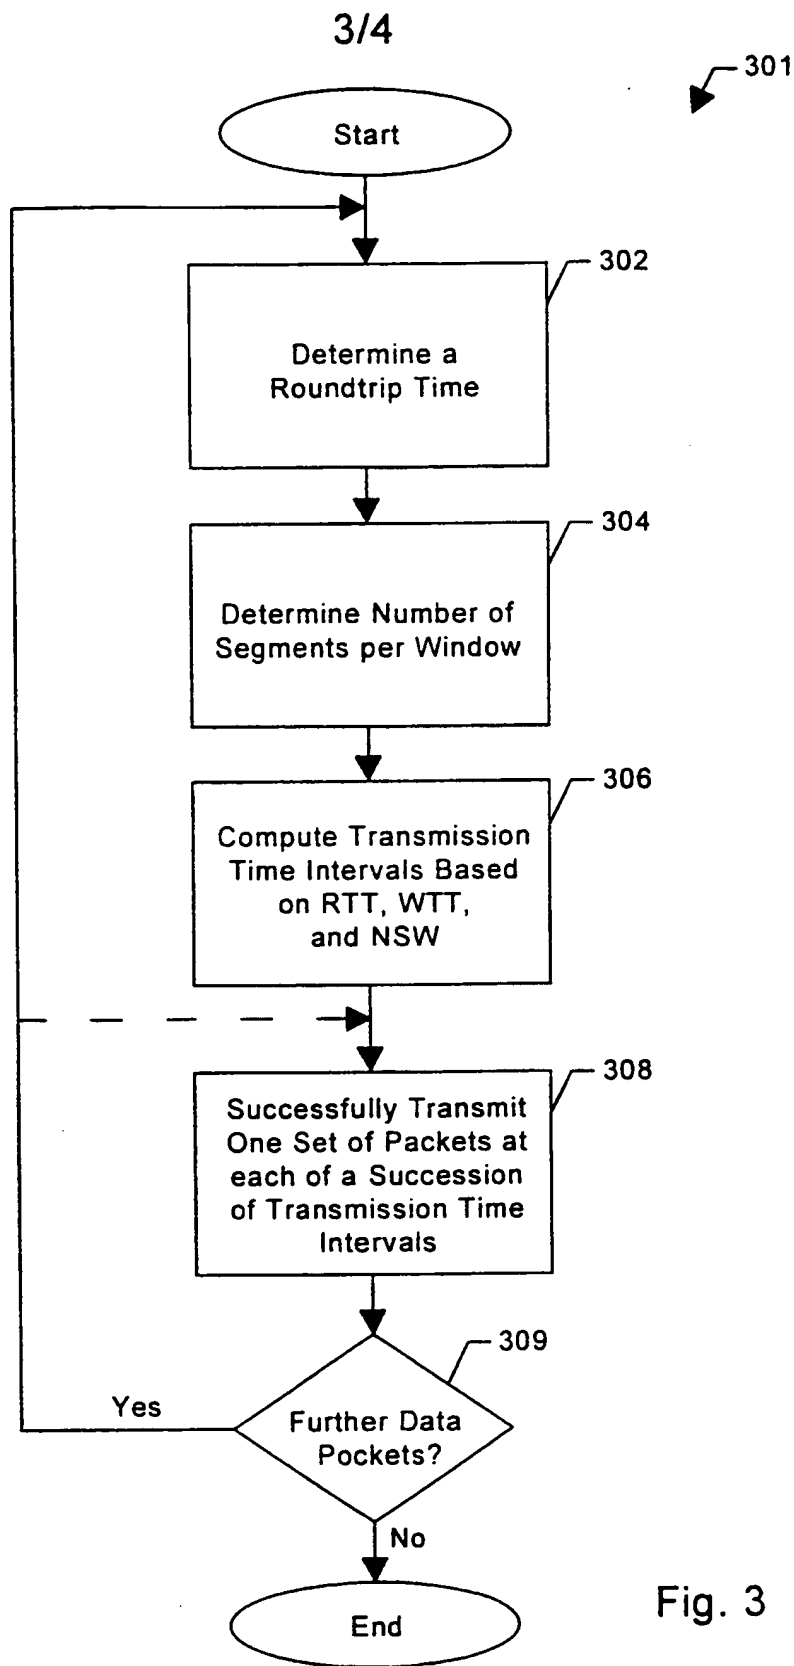 3/4
301
Start
302
Determine a
Roundtrip Time
304
Determine Number of
Segments per Window
306
Compute Transmission
Time Intervals Based
on RTT, WTT,
and NSW
308
Successfully Transmit
One Set of Packets at
each of a Succession
of Transmission Time
Intervals
309
Yes
Further Data
Pockets?
No
End
Fig. 3